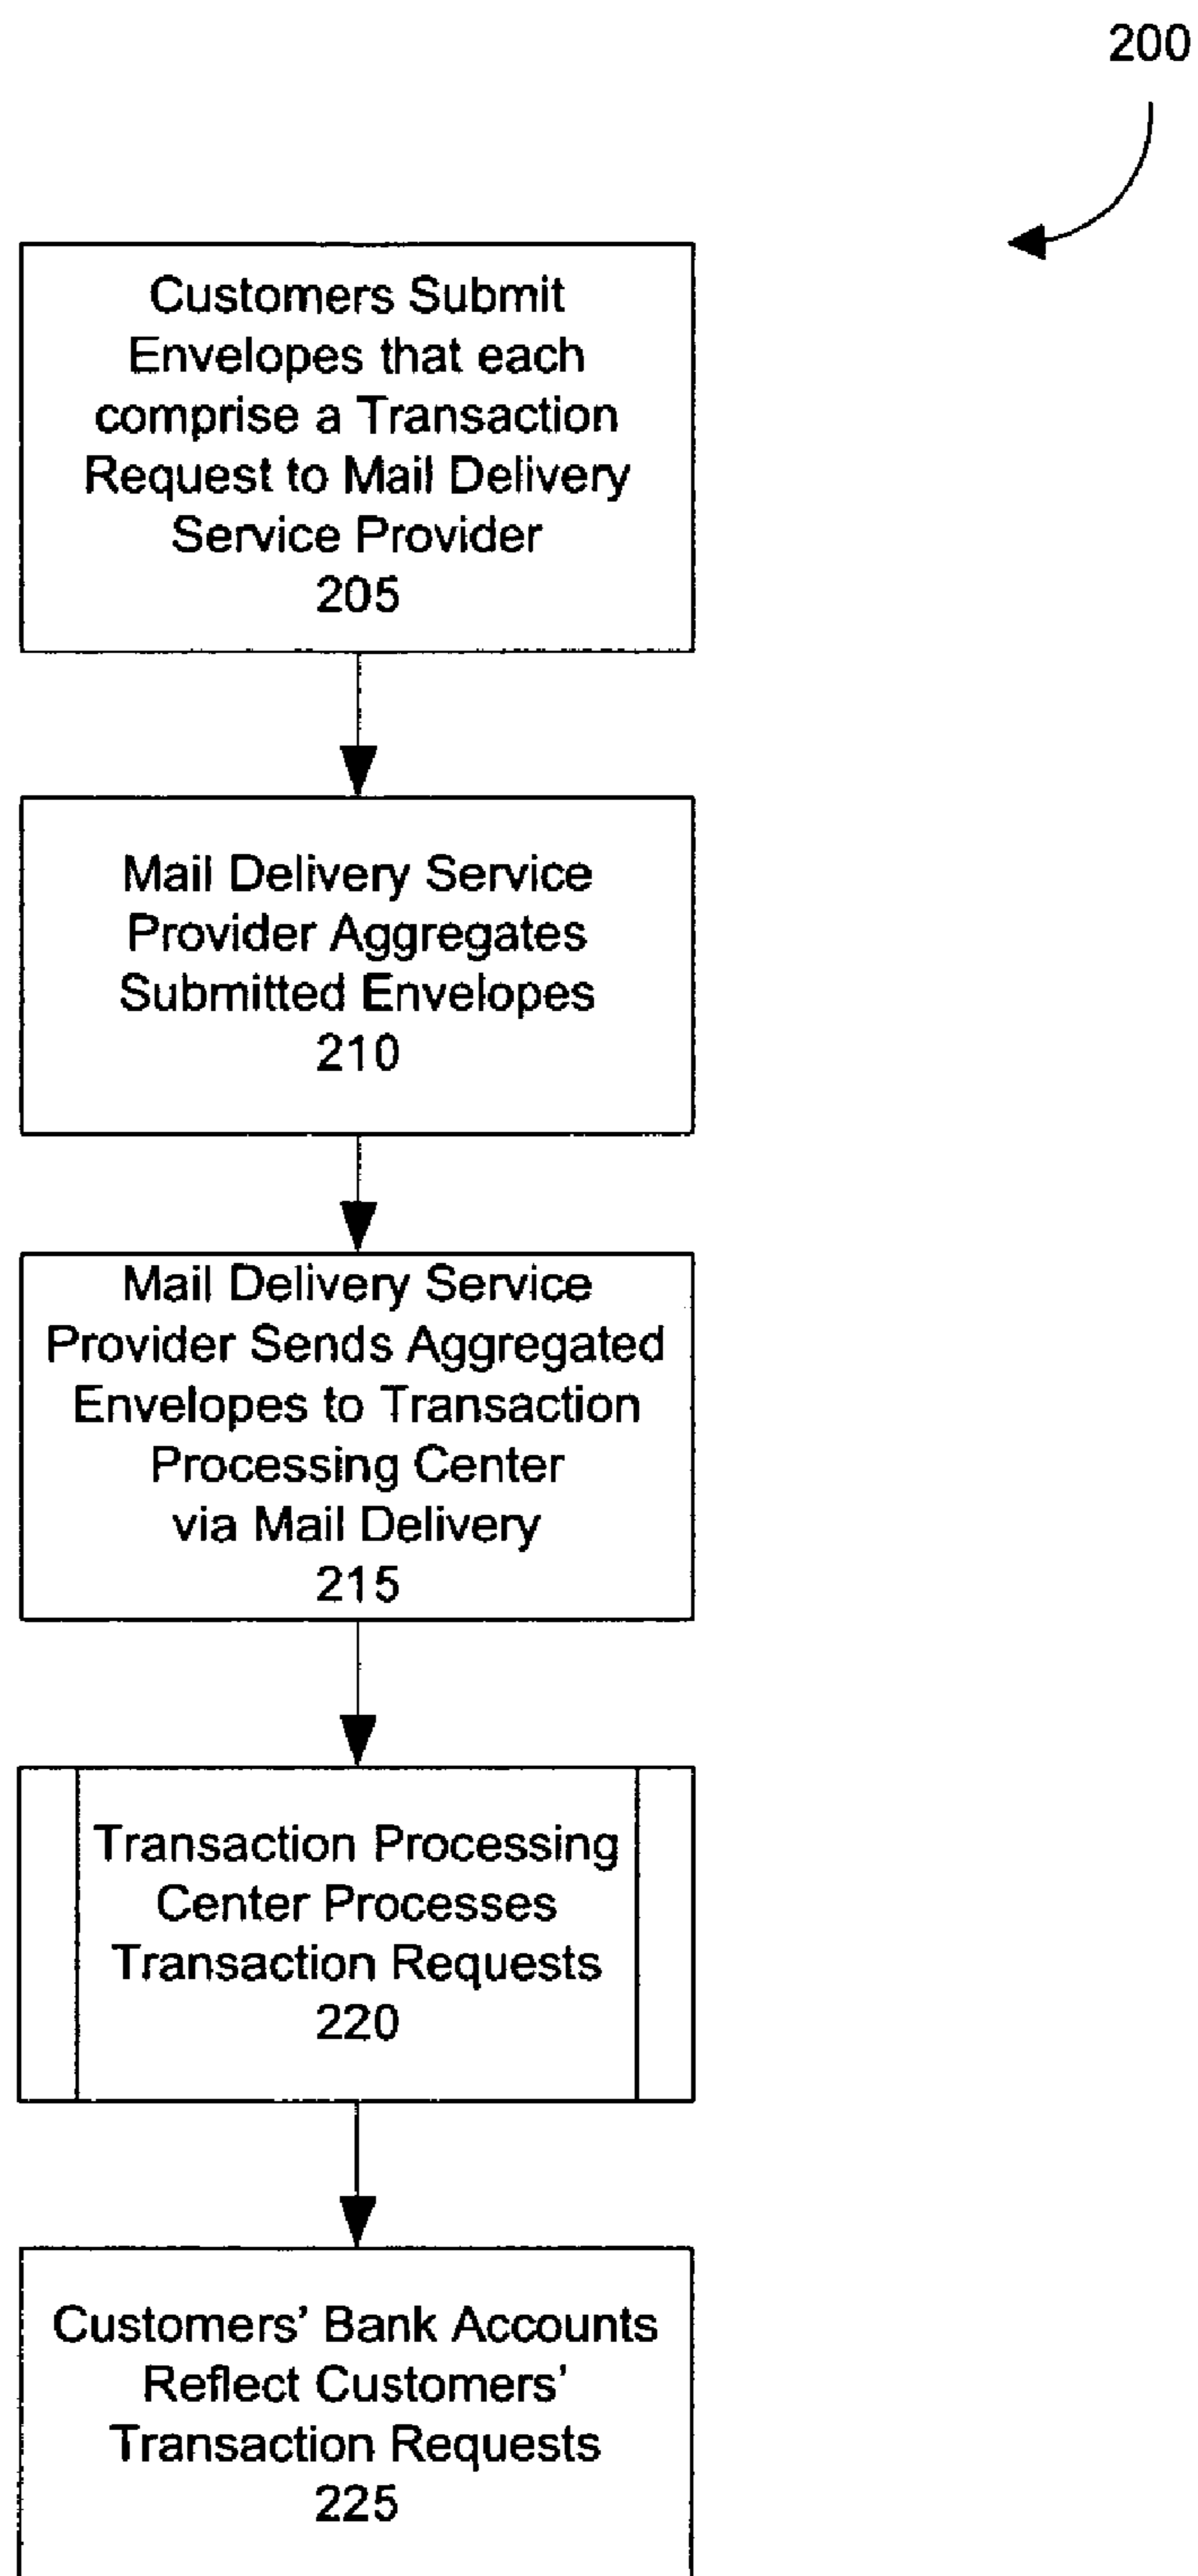 200
Customers Submit
Envelopes that each
comprise a Transaction
Request to Mail Delivery
Service Provider
205
Mail Delivery Service
Provider Aggregates
Submitted Envelopes
210
Mail Delivery Service
Provider Sends Aggregated
Envelopes to Transaction
Processing Center
via Mail Delivery
215
Transaction Processing
Center Processes
Transaction Requests
220
Customers’ Bank Accounts
Reflect Customers’
Transaction Requests
225